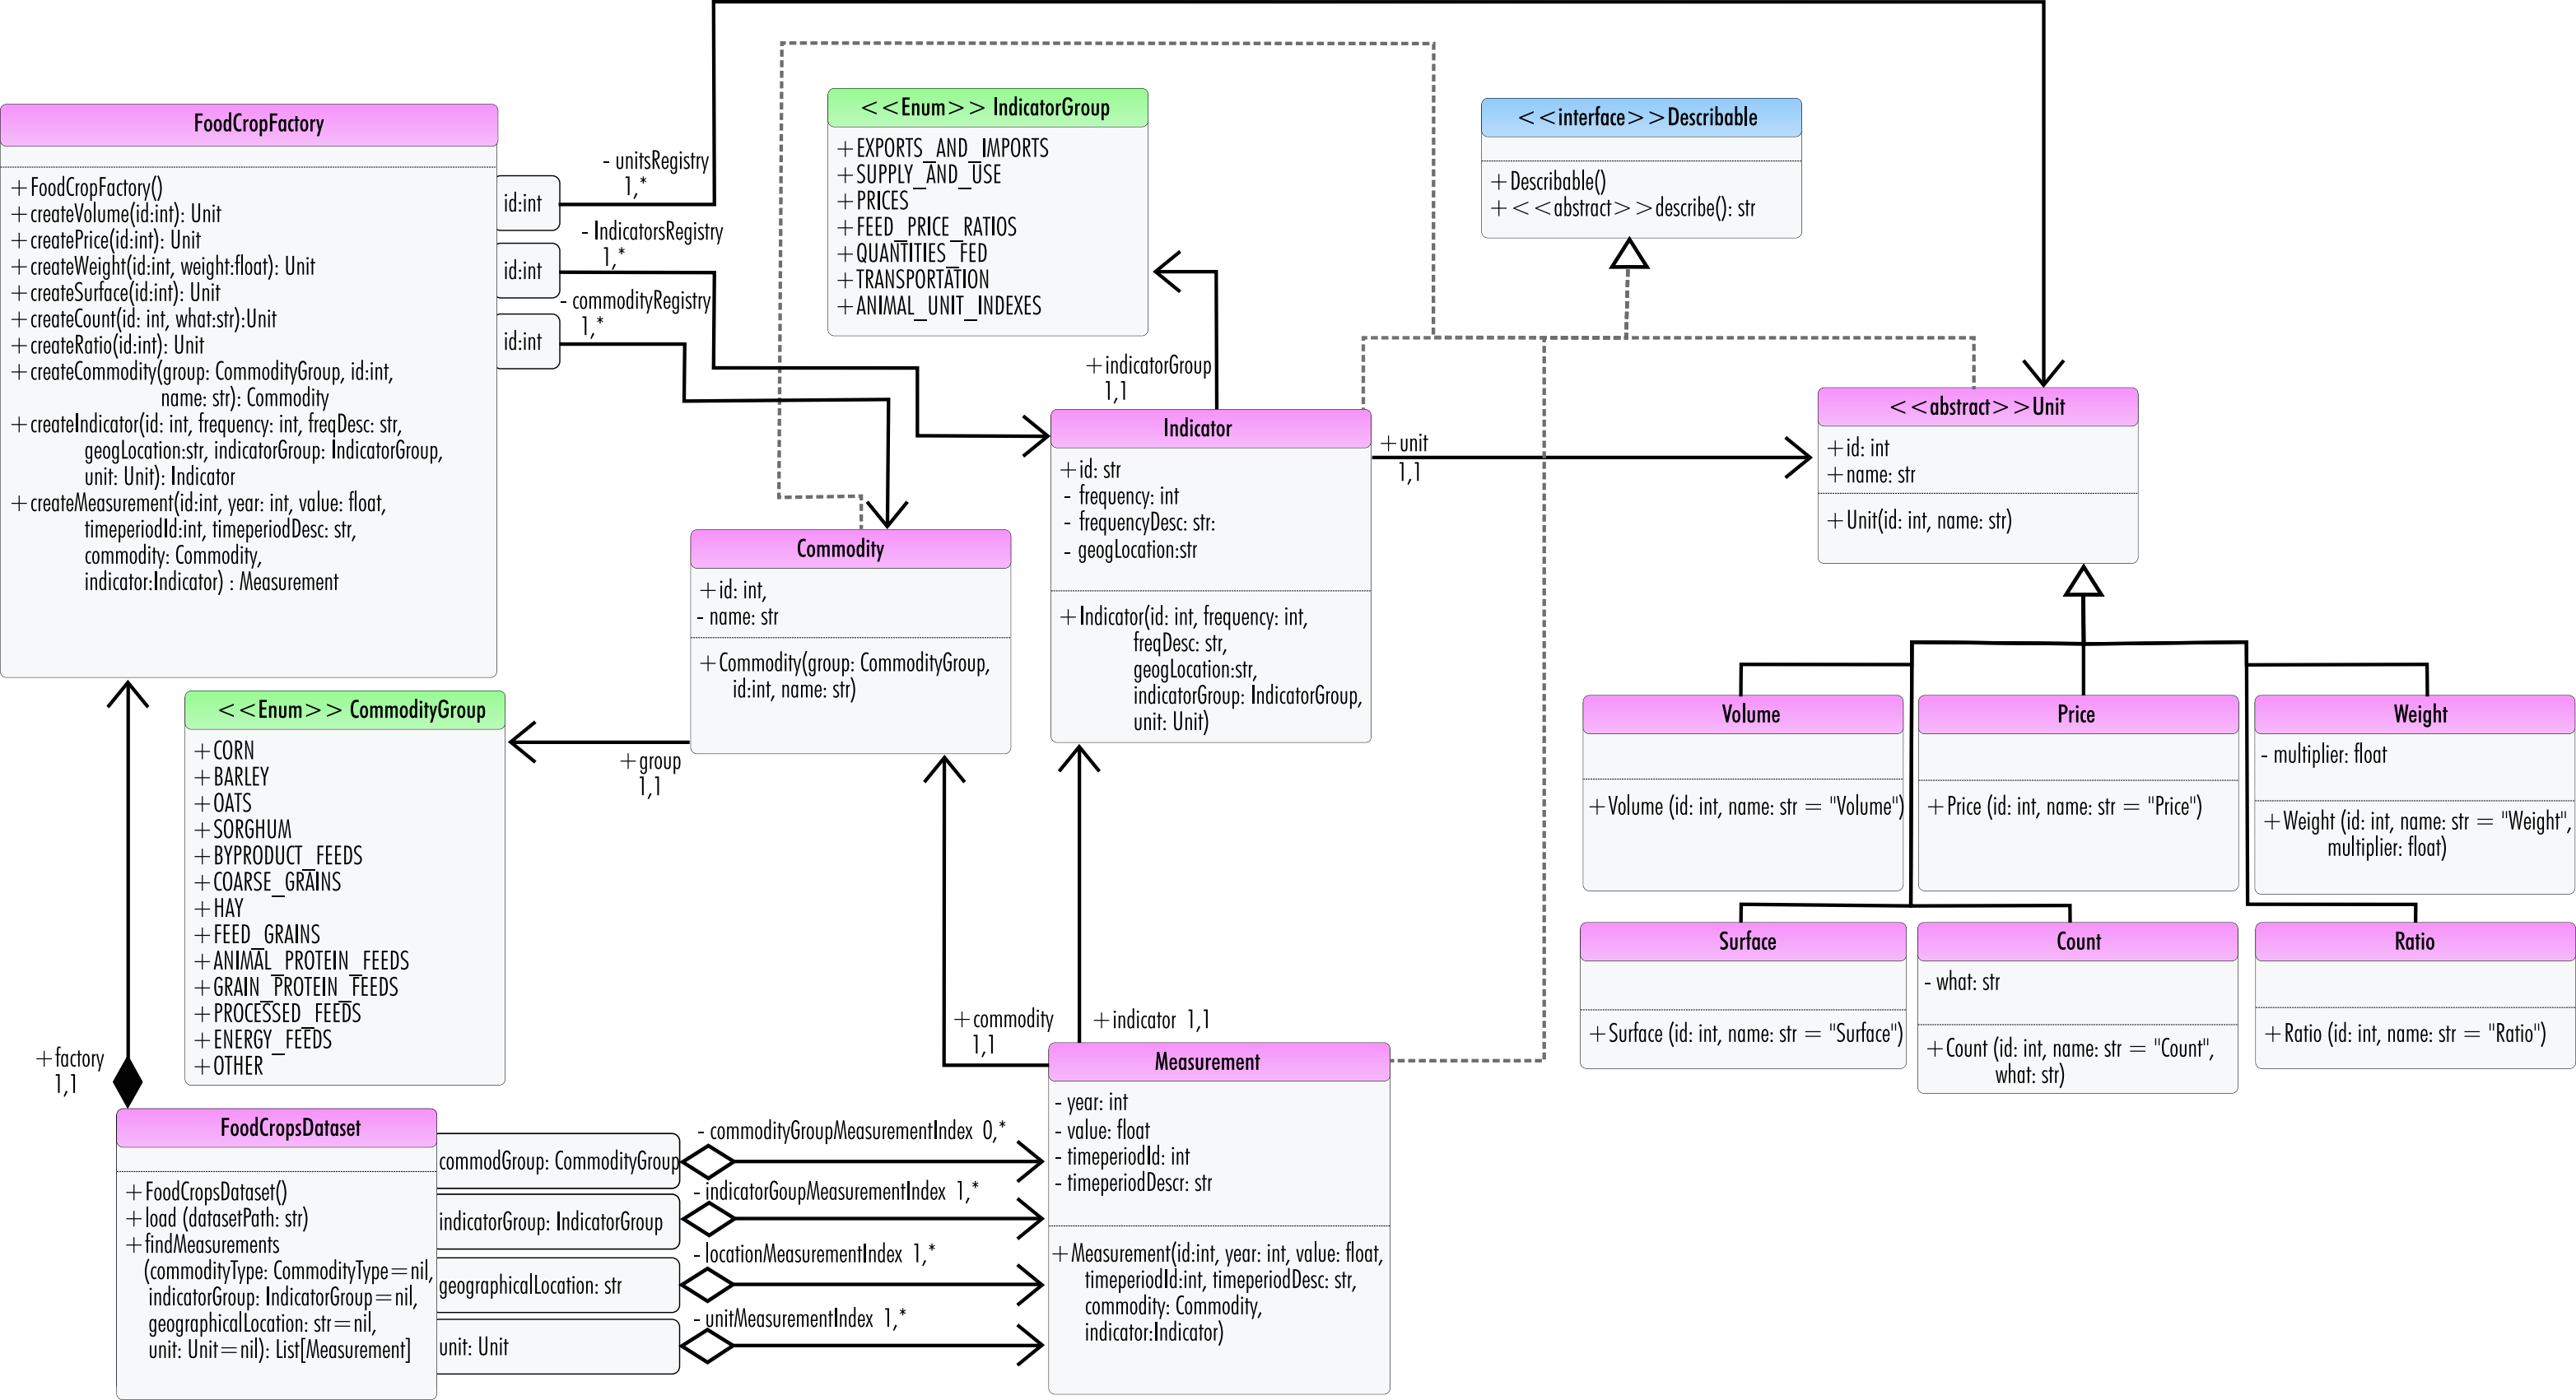 FoodCropFactory
+FoodCropFactory()
+createVolume(id:int): Unit
+createPrice(id:int): Unit
+createWeight(id:int, weight:float): Unit
+createSurface(id:int): Unit
+createCount(id: int, what:str):Unit
+createRatio(id:int): Unit
+createCommodity(group: CommodityGroup, id:int,
name: str): Commodity
+createIndicator(id: int, frequency: int, freqDesc: str,
geogLocation:str, indicatorGroup: IndicatorGroup,
unit: Unit): Indicator
+createMeasurement(id:int, year: int, value: float,
timeperiodId:int, timeperiodDesc: str,
commodity: Commodity,
indicator:Indicator) : Measurement
id:int
- unitsRegistry
1,*
id:int
- IndicatorsRegistry
1,*
id:int
- commodityRegistry
1,*
<<Enum>> IndicatorGroup
+EXPORTS_AND_IMPORTS
+SUPPLY_AND_USE
+PRICES
+FEED_PRICE_RATIOS
+QUANTITIES_FED
+TRANSPORTATION
+ANIMAL_UNIT_INDEXES
<<interface>>Describable
+Describable()
+<<abstract>>describe(): str
+indicatorGroup
1,1
Indicator
+id: str
- frequency: int
- frequencyDesc: str:
- geogLocation:str
+Indicator(id: int, frequency: int,
freqDesc: str,
geogLocation:str,
indicatorGroup: IndicatorGroup,
unit: Unit)
+unit
1,1
<<abstract>>Unit
+id: int
+name: str
+Unit(id: int, name: str)
Commodity
+id: int,
- name: str
+Commodity(group: CommodityGroup,
id:int, name: str)
+group
1,1
<<Enum>> CommodityGroup
+CORN
+BARLEY
+OATS
+SORGHUM
+BYPRODUCT_FEEDS
+COARSE_GRAINS
+HAY
+FEED_GRAINS
+ANIMAL_PROTEIN_FEEDS
+GRAIN_PROTEIN_FEEDS
+PROCESSED_FEEDS
+ENERGY_FEEDS
+OTHER
Volume
+Volume (id: int, name: str = "Volume")
Price
+Price (id: int, name: str = "Price")
Weight
- multiplier: float
+Weight (id: int, name: str = "Weight",
multiplier: float)
Surface
+Surface (id: int, name: str = "Surface")
Count
- what: str
+Count (id: int, name: str = "Count",
what: str)
Ratio
+Ratio (id: int, name: str = "Ratio")
+factory
1,1
+commodity
1,1
+indicator 1,1
FoodCropsDataset
+FoodCropsDataset()
+load (datasetPath: str)
+findMeasurements
(commodityType: CommodityType=nil,
indicatorGroup: IndicatorGroup=nil,
geographicalLocation: str=nil,
unit: Unit=nil): List[Measurement]
commodGroup: CommodityGroup
- commodityGroupMeasurementIndex 0,*
indicatorGroup: IndicatorGroup
- indicatorGoupMeasurementIndex 1,*
geographicalLocation: str
- locationMeasurementIndex 1,*
unit: Unit
- unitMeasurementIndex 1,*
Measurement
- year: int
- value: float
- timeperiodId: int
- timeperiodDescr: str
+Measurement(id:int, year: int, value: float,
timeperiodId:int, timeperiodDesc: str,
commodity: Commodity,
indicator:Indicator)